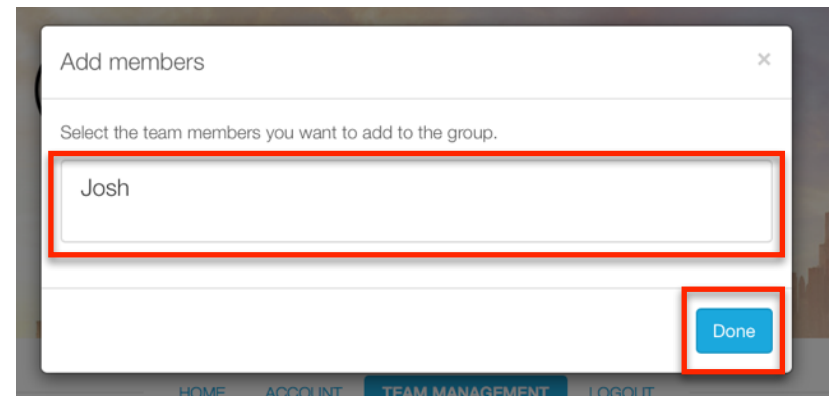 Add members ×
Select the team members you want to add to the group.
Josh
Done
HOME ACCOUNT TEAM MANAGEMENT LOGOUT